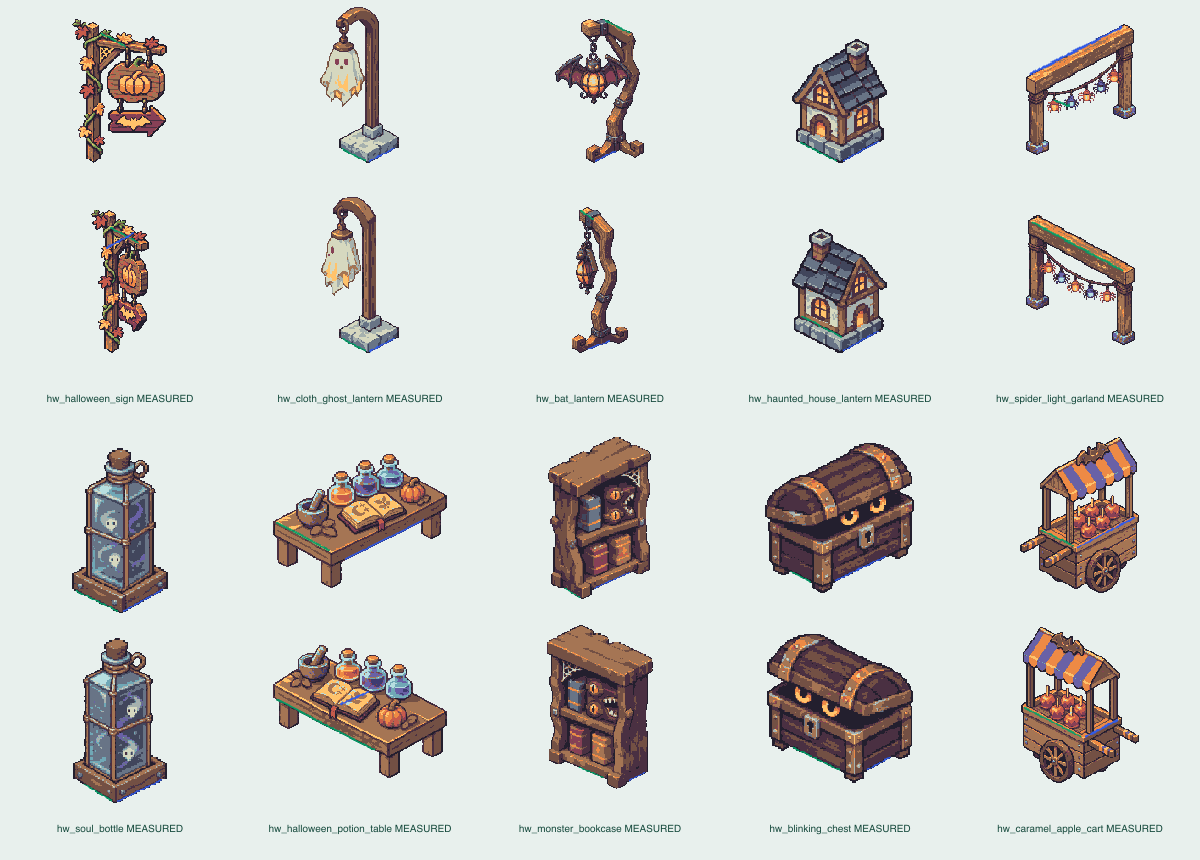 hw_halloween_sign MEASURED
hw_cloth_ghost_lantern MEASURED
hw_bat_lantern MEASURED
hw_haunted_house_lantern MEASURED
hw_spider_light_garland MEASURED
hw_soul_bottle MEASURED
hw_halloween_potion_table MEASURED
hw_monster_bookcase MEASURED
hw_blinking_chest MEASURED
hw_caramel_apple_cart MEASURED